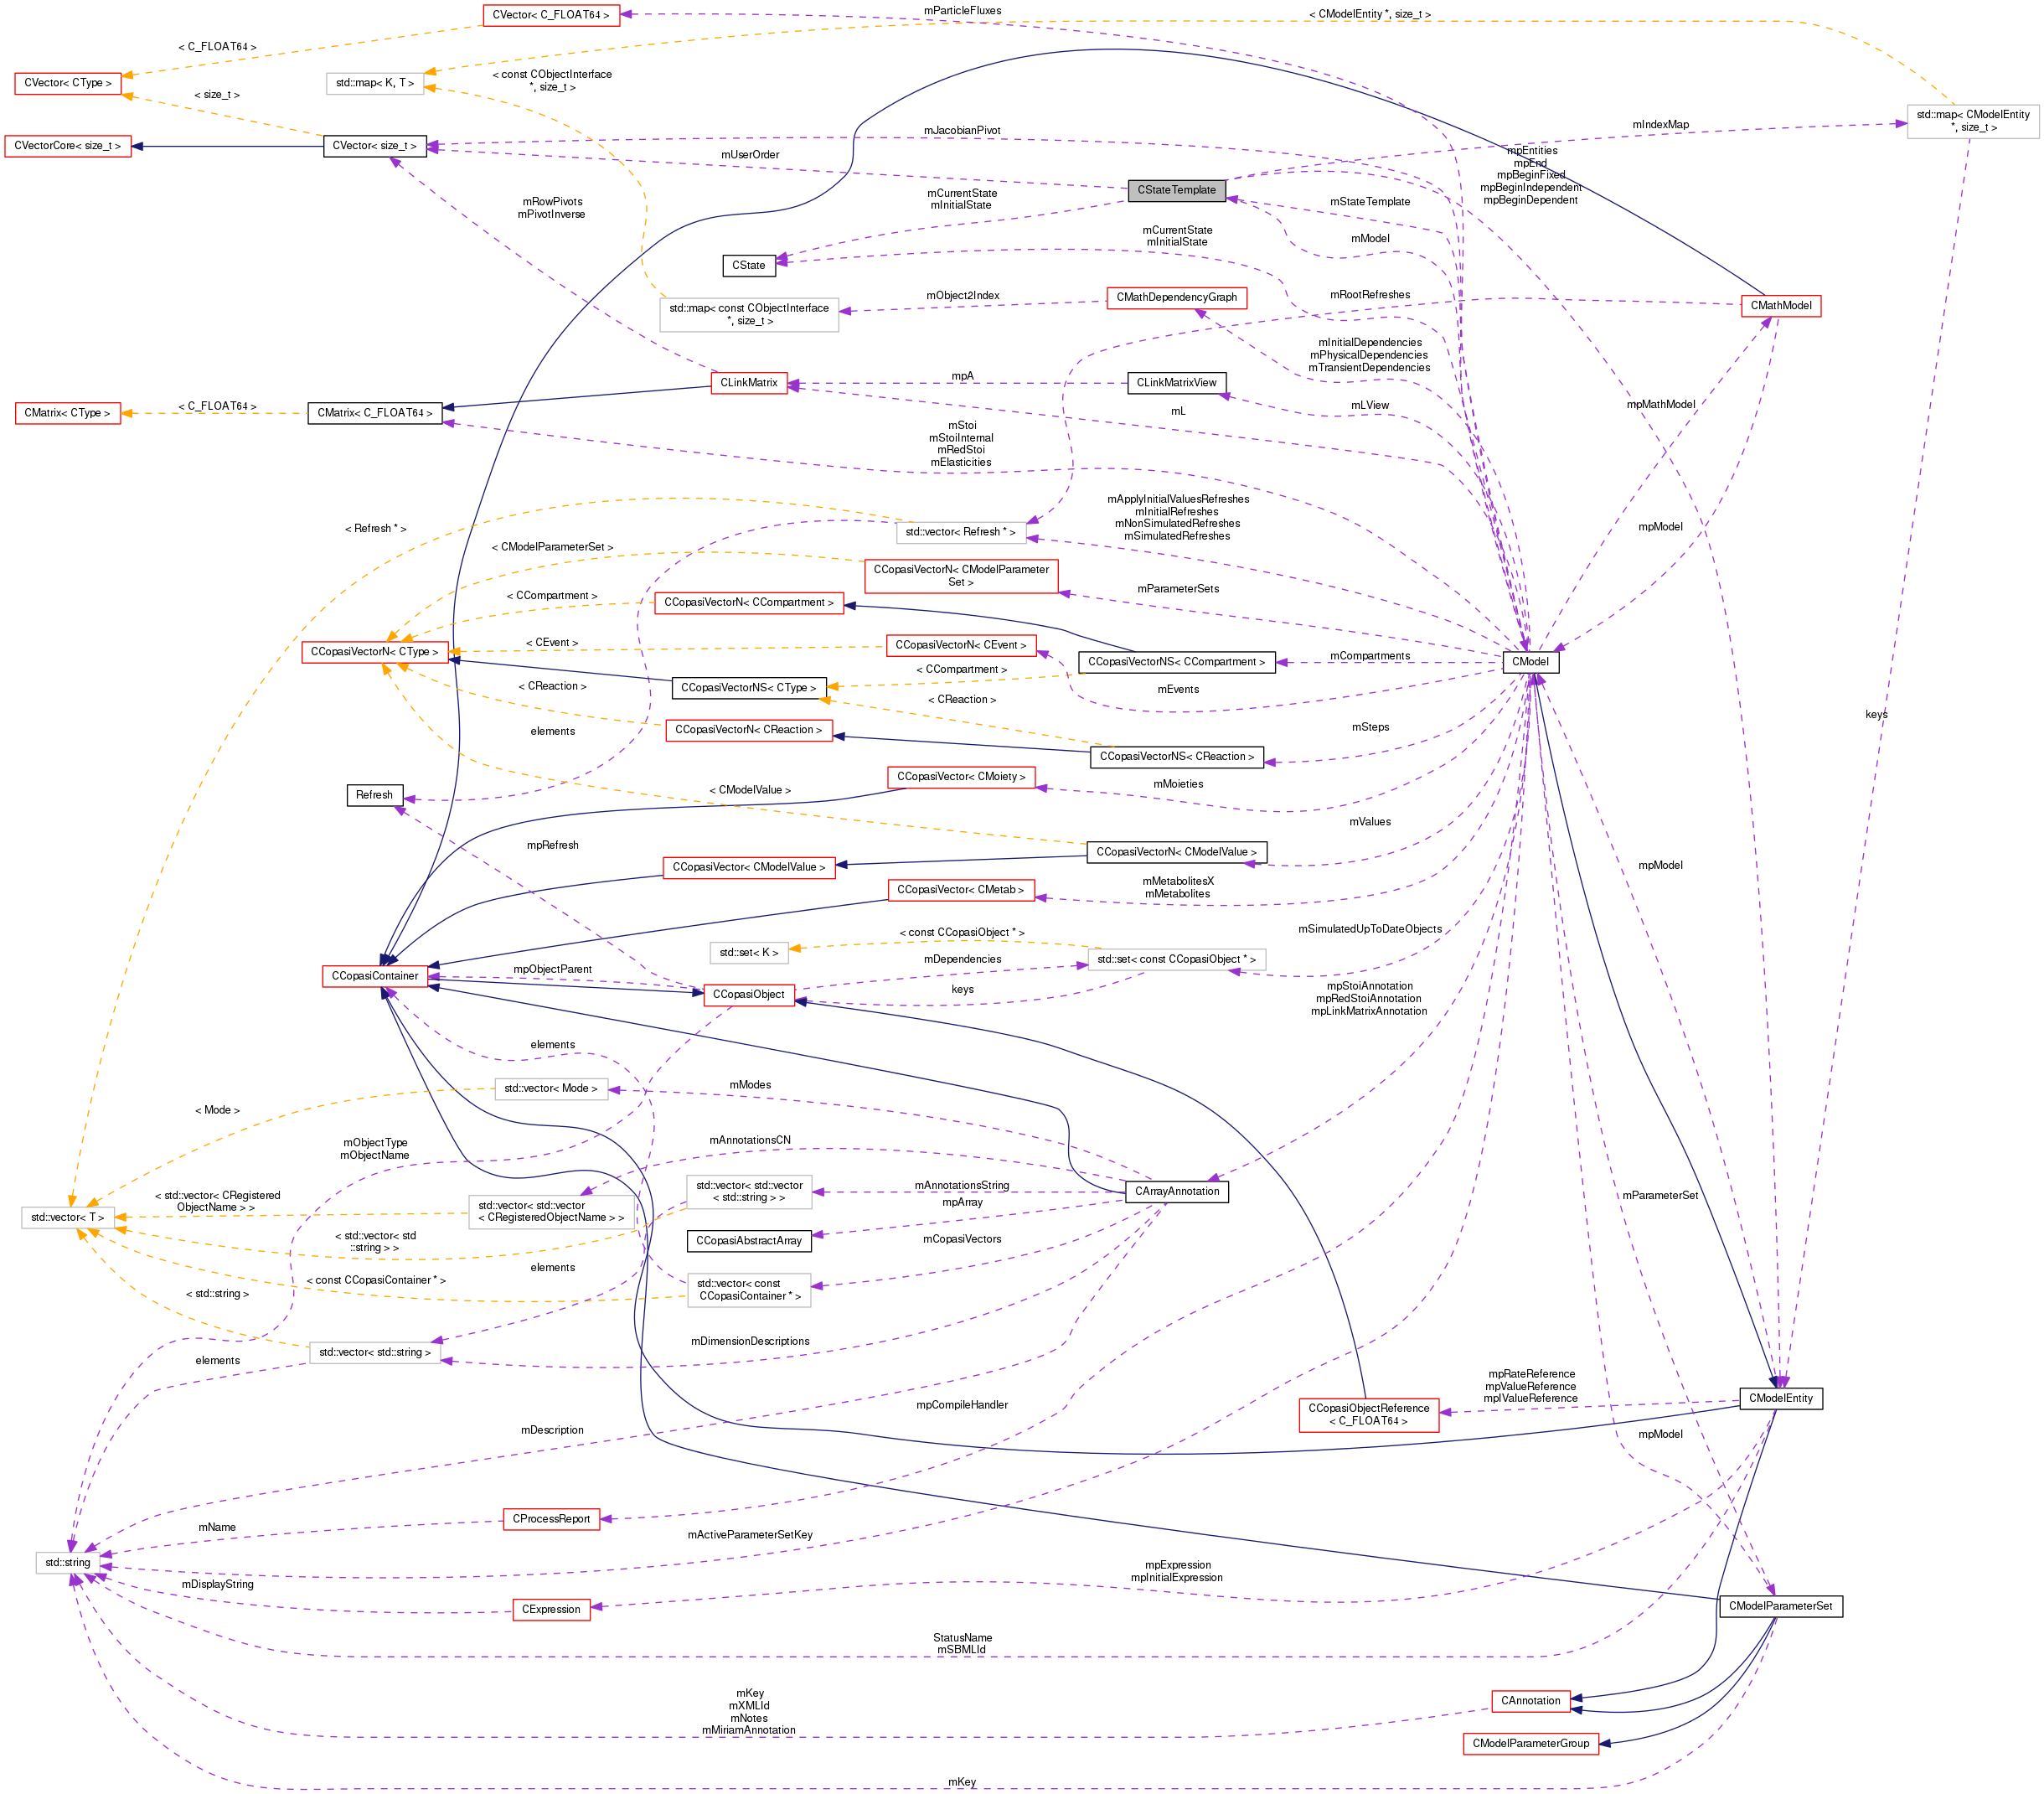 mParticleFluxes
< CModelEntity *, size_t >
CVector< C_FLOAT64 >
< C_FLOAT64 >
CVector< CType >
std::map< K, T >
< const CObjectInterface
*, size_t >
< size_t >
std::map< CModelEntity
*, size_t >
mIndexMap
mJacobianPivot
CVectorCore< size_t >
CVector< size_t >
mUserOrder
mpEntities
mpEnd
mpBeginFixed
mpBeginIndependent
mpBeginDependent
CStateTemplate
mCurrentState
mInitialState
mRowPivots
mPivotInverse
mStateTemplate
mModel
mCurrentState
mInitialState
CState
mRootRefreshes
mObject2Index
CMathDependencyGraph
CMathModel
std::map< const CObjectInterface
*, size_t >
mInitialDependencies
mPhysicalDependencies
mTransientDependencies
CLinkMatrix
mpA
CLinkMatrixView
mLView
mL
mpMathModel
CMatrix< CType >
< C_FLOAT64 >
CMatrix< C_FLOAT64 >
mStoi
mStoiInternal
mRedStoi
mElasticities
mApplyInitialValuesRefreshes
mInitialRefreshes
mNonSimulatedRefreshes
mSimulatedRefreshes
< Refresh * >
std::vector< Refresh * >
mpModel
< CModelParameterSet >
CCopasiVectorN< CModelParameter
Set >
mParameterSets
< CCompartment >
CCopasiVectorN< CCompartment >
CCopasiVectorN< CType >
< CEvent >
CCopasiVectorN< CEvent >
CCopasiVectorNS< CCompartment >
mCompartments
CModel
< CCompartment >
CCopasiVectorNS< CType >
mEvents
< CReaction >
< CReaction >
CCopasiVectorN< CReaction >
elements
mSteps
CCopasiVectorNS< CReaction >
keys
Refresh
CCopasiVector< CMoiety >
mMoieties
< CModelValue >
mValues
mpRefresh
CCopasiVector< CModelValue >
CCopasiVectorN< CModelValue >
mpModel
CCopasiVector< CMetab >
mMetabolitesX
mMetabolites
< const CCopasiObject * >
mSimulatedUpToDateObjects
std::set< K >
std::set< const CCopasiObject * >
CCopasiContainer
mpObjectParent
mDependencies
CCopasiObject
keys
mpStoiAnnotation
mpRedStoiAnnotation
mpLinkMatrixAnnotation
elements
std::vector< Mode >
mModes
< Mode >
mObjectType
mObjectName
mAnnotationsCN
std::vector< std::vector
< std::string > >
mAnnotationsString
CArrayAnnotation
mParameterSet
< std::vector< CRegistered
ObjectName > >
std::vector< T >
std::vector< std::vector
< CRegisteredObjectName > >
mpArray
CCopasiAbstractArray
< std::vector< std
::string > >
mCopasiVectors
elements
< const CCopasiContainer * >
std::vector< const
CCopasiContainer * >
< std::string >
std::vector< std::string >
mDimensionDescriptions
elements
mpRateReference
mpValueReference
mpIValueReference
CModelEntity
CCopasiObjectReference
< C_FLOAT64 >
mpCompileHandler
mDescription
mpModel
CProcessReport
mName
mActiveParameterSetKey
std::string
mpExpression
mpInitialExpression
mDisplayString
CExpression
CModelParameterSet
StatusName
mSBMLId
mKey
mXMLId
mNotes
mMiriamAnnotation
CAnnotation
CModelParameterGroup
mKey